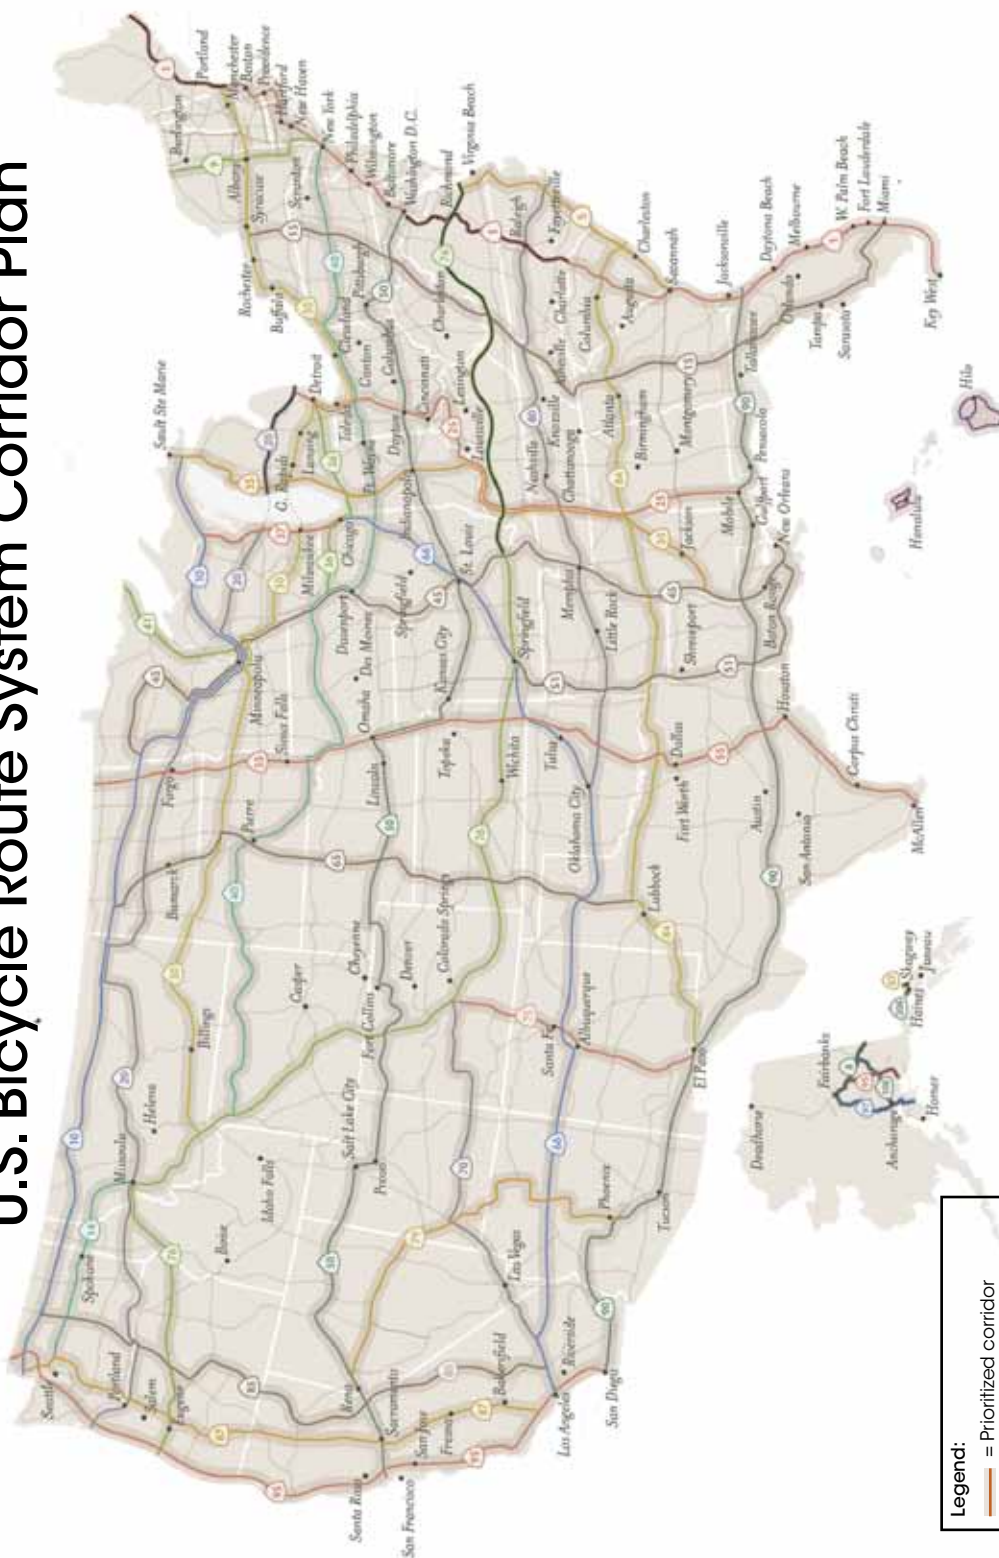 U.S. Bicycle Route System Corridor Plan
Seattle
Spokane
Portland
Salem
Eugene
Missoula
Helena
Billings
Boise
Idaho Falls
Bismarck
Fargo
Pierre
Sioux Falls
Minneapolis
Casper
Cheyenne
Fort Collins
Denver
Colorado Springs
Salt Lake City
Provo
Reno
Sacramento
Santa Rosa
San Francisco
San Jose
Fresno
Bakersfield
Las Vegas
Los Angeles
Riverside
San Diego
Phoenix
Tucson
Santa Fe
Albuquerque
El Paso
Lubbock
Lincoln
Omaha
Des Moines
Davenport
Topeka
Kansas City
Wichita
Tulsa
Oklahoma City
Fort Worth
Dallas
Austin
San Antonio
Houston
Corpus Christi
McAllen
Springfield
St. Louis
Springfield
Little Rock
Memphis
Shreveport
Jackson
Baton Rouge
New Orleans
Gulfport
Mobile
Pensacola
Milwaukee
Chicago
G. Rapids
Lansing
Detroit
Sault Ste Marie
Ft. Wayne
Toledo
Indianapolis
Dayton
Cincinnati
Columbus
Canton
Cleveland
Louisville
Lexington
Nashville
Knoxville
Chattanooga
Birmingham
Montgomery
Atlanta
Augusta
Columbia
Charlotte
Asheville
Charleston
Pittsburgh
Buffalo
Rochester
Syracuse
Albany
Scranton
Burlington
Portland
Manchester
Boston
Providence
Hartford
New Haven
New York
Philadelphia
Wilmington
Baltimore
Washington D.C.
Richmond
Virginia Beach
Raleigh
Fayetteville
Charleston
Savannah
Jacksonville
Tallahassee
Daytona Beach
Orlando
Melbourne
Tampa
Sarasota
W. Palm Beach
Fort Lauderdale
Miami
Key West
Honolulu
Hilo
Deadhorse
Fairbanks
Anchorage
Homer
Haines
Skagway
Juneau
Legend:
= Prioritized corridor